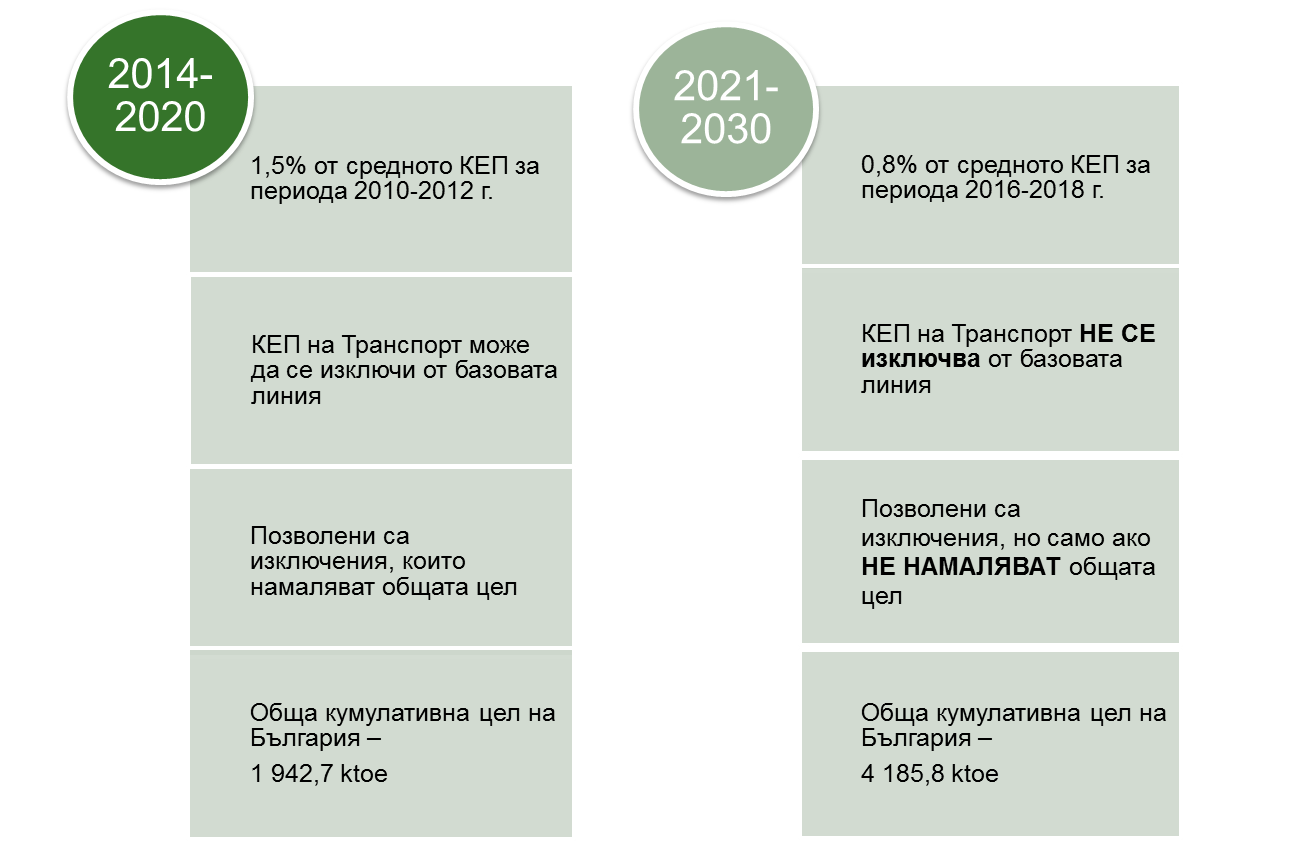 2014-
2020
1,5% от средното КЕП за
периода 2010-2012 г.
КЕП на Транспорт може
да се изключи от базовата
линия
Позволени са
изключения, които
намаляват общата цел
Обща кумулативна цел на
България –
1 942,7 ktoe
2021-
2030
0,8% от средното КЕП за
периода 2016-2018 г.
КЕП на Транспорт НЕ СЕ
изключва от базовата
линия
Позволени са
изключения, но само ако
НЕ НАМАЛЯВАТ общата
цел
Обща кумулативна цел на
България –
4 185,8 ktoe